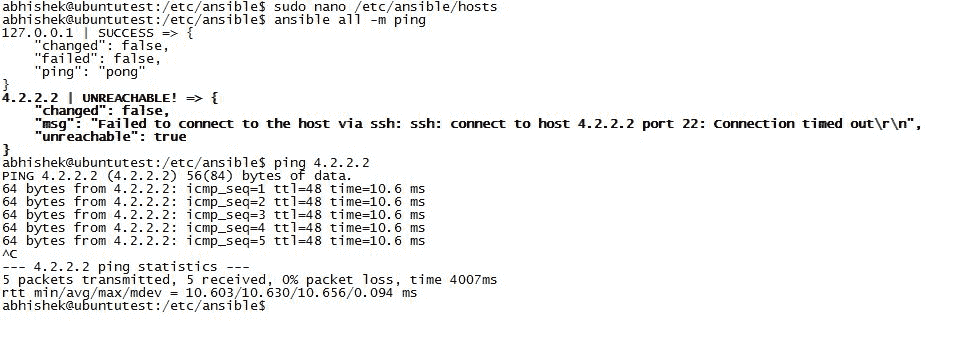 abhishek@ubuntutest:/etc/ansible$ sudo nano /etc/ansible/hosts
abhishek@ubuntutest:/etc/ansible$ ansible all -m ping
127.0.0.1 | SUCCESS => {
    "changed": false,
    "failed": false,
    "ping": "pong"
}
4.2.2.2 | UNREACHABLE! => {
    "changed": false,
    "msg": "Failed to connect to the host via ssh: ssh: connect to host 4.2.2.2 port 22: Connection timed out\r\n",
    "unreachable": true
}
abhishek@ubuntutest:/etc/ansible$ ping 4.2.2.2
PING 4.2.2.2 (4.2.2.2) 56(84) bytes of data.
64 bytes from 4.2.2.2: icmp_seq=1 ttl=48 time=10.6 ms
64 bytes from 4.2.2.2: icmp_seq=2 ttl=48 time=10.6 ms
64 bytes from 4.2.2.2: icmp_seq=3 ttl=48 time=10.6 ms
64 bytes from 4.2.2.2: icmp_seq=4 ttl=48 time=10.6 ms
64 bytes from 4.2.2.2: icmp_seq=5 ttl=48 time=10.6 ms
^C
--- 4.2.2.2 ping statistics ---
5 packets transmitted, 5 received, 0% packet loss, time 4007ms
rtt min/avg/max/mdev = 10.603/10.630/10.656/0.094 ms
abhishek@ubuntutest:/etc/ansible$